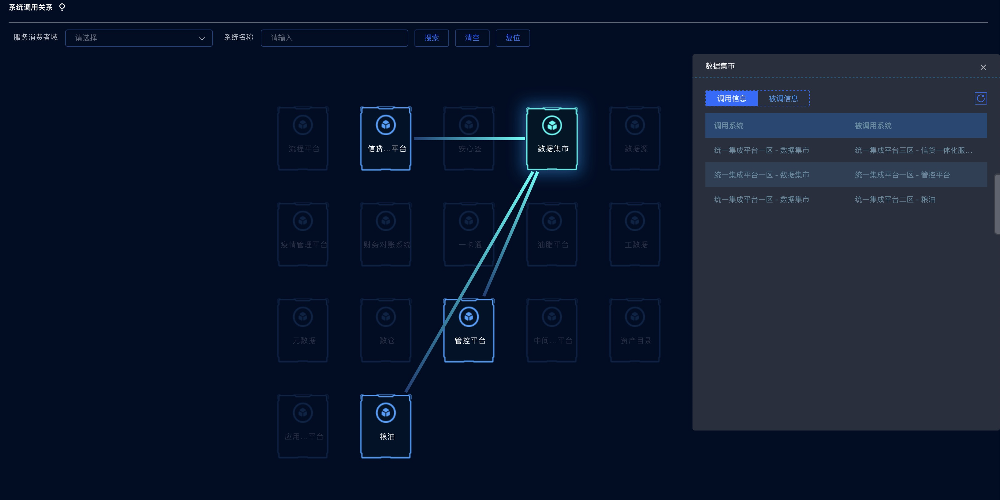 系统调用关系
服务消费者域 请选择 系统名称 请输入 搜索 清空 复位
流程平台 信贷...平台 安心签 数据集市 数据源
疫情管理平台 财务对账系统 一卡通 油脂平台 主数据
元数据 数仓 管控平台 中间...平台 资产目录
应用...平台 粮油
数据集市
调用信息 被调信息
调用系统 被调用系统
统一集成平台一区 - 数据集市 统一集成平台三区 - 信贷一体化服...
统一集成平台一区 - 数据集市 统一集成平台一区 - 管控平台
统一集成平台一区 - 数据集市 统一集成平台二区 - 粮油